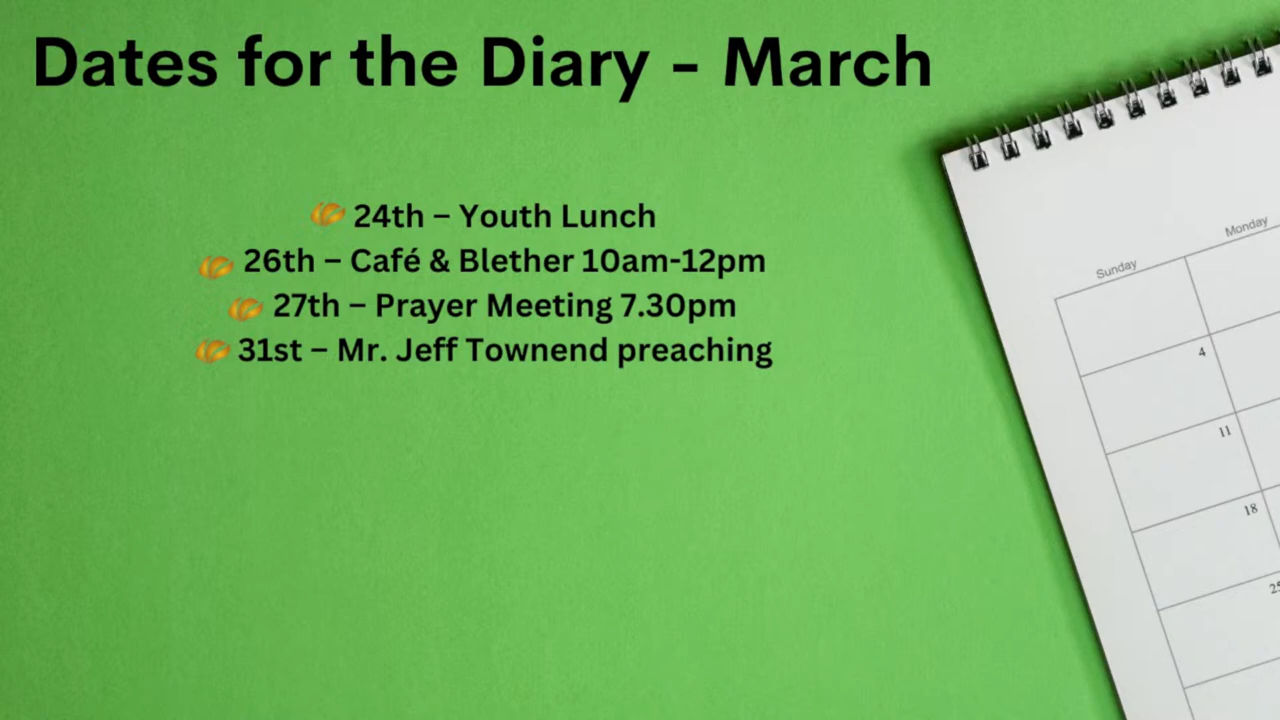 Dates for the Diary - March
24th – Youth Lunch
26th – Café & Blether 10am-12pm
27th – Prayer Meeting 7.30pm
31st – Mr. Jeff Townend preaching
Sunday
Monday
4
11
18
25